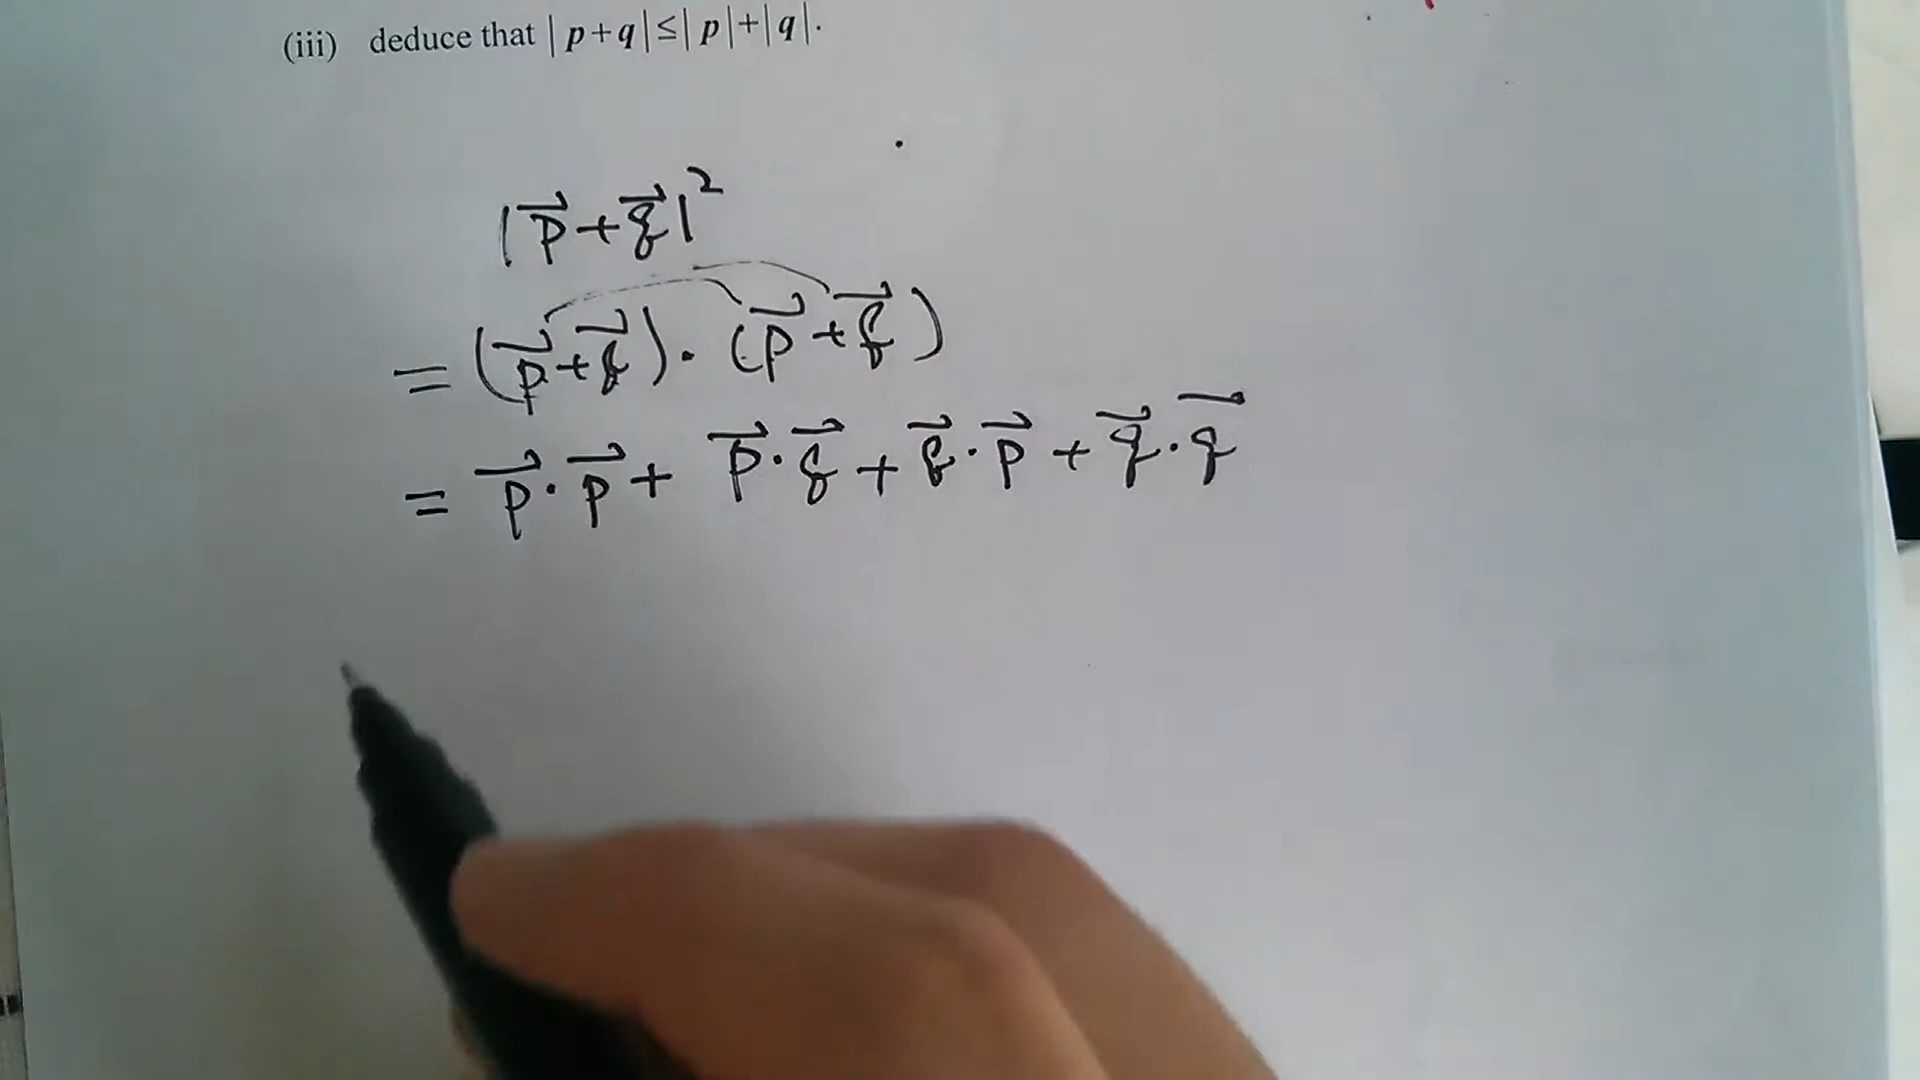 (iii) deduce that |p+q|≤|p|+|q|.
|p⃗+q⃗|²
= (p⃗+q⃗)·(p⃗+q⃗)
= p⃗·p⃗ + p⃗·q⃗ + q⃗·p⃗ + q⃗·q⃗